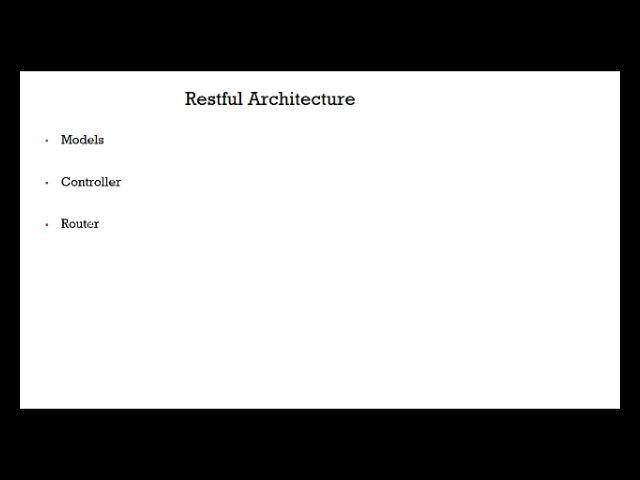 Restful Architecture
• Models
• Controller
• Router